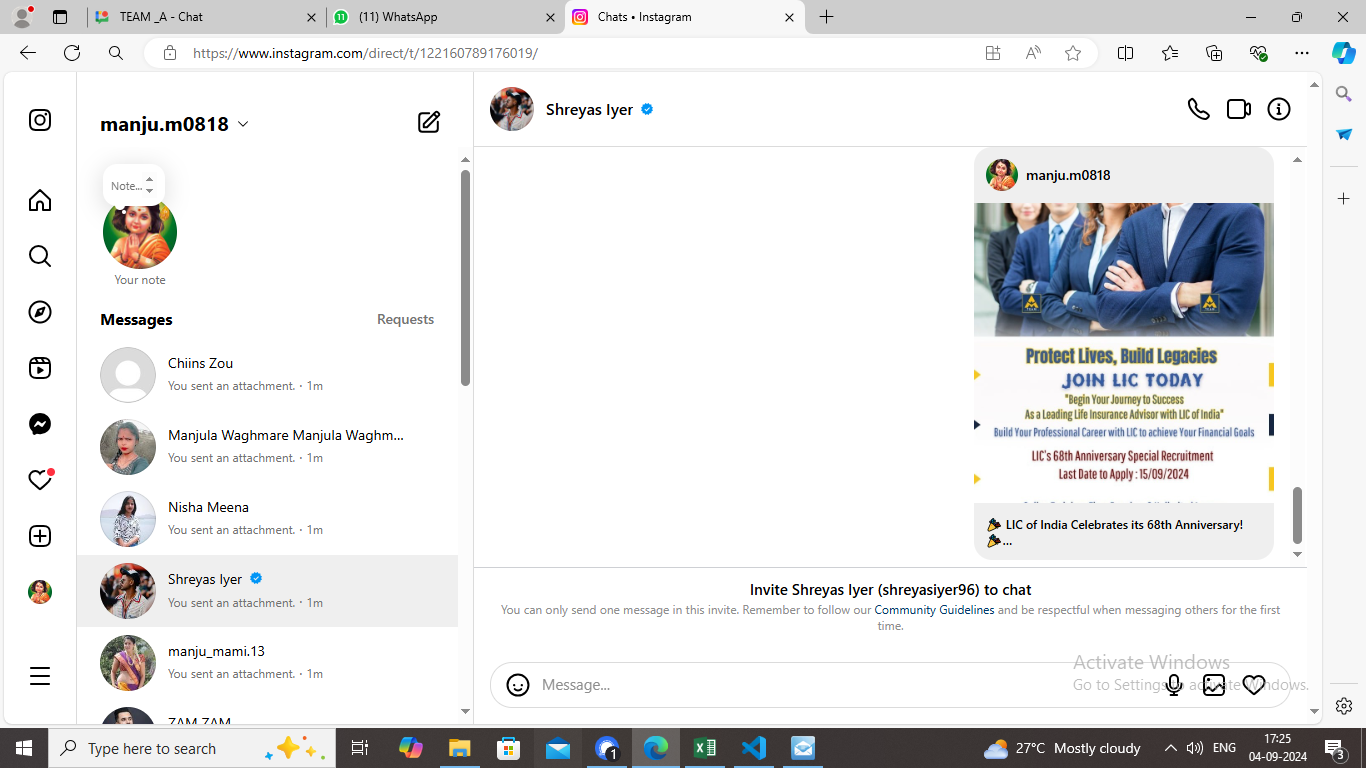 TEAM _A - Chat
(11) WhatsApp
Chats • Instagram
https://www.instagram.com/direct/t/122160789176019/
manju.m0818
Note...
Your note
Messages
Requests
Chiins Zou
You sent an attachment. · 1m
Manjula Waghmare Manjula Waghm...
You sent an attachment. · 1m
Nisha Meena
You sent an attachment. · 1m
Shreyas Iyer
You sent an attachment. · 1m
manju_mami.13
You sent an attachment. · 1m
ZAM ZAM
Shreyas Iyer
manju.m0818
Protect Lives, Build Legacies
JOIN LIC TODAY
"Begin Your Journey to Success
As a Leading Life Insurance Advisor with LIC of India"
Build Your Professional Career with LIC to achieve Your Financial Goals
LIC's 68th Anniversary Special Recruitment
Last Date to Apply : 15/09/2024
🎉 LIC of India Celebrates its 68th Anniversary!
🎉...
Invite Shreyas Iyer (shreyasiyer96) to chat
You can only send one message in this invite. Remember to follow our Community Guidelines and be respectful when messaging others for the first
time.
Message...
Activate Windows
Go to Settings to activate Windows.
Type here to search
1
27°C Mostly cloudy
ENG
17:25
04-09-2024
3